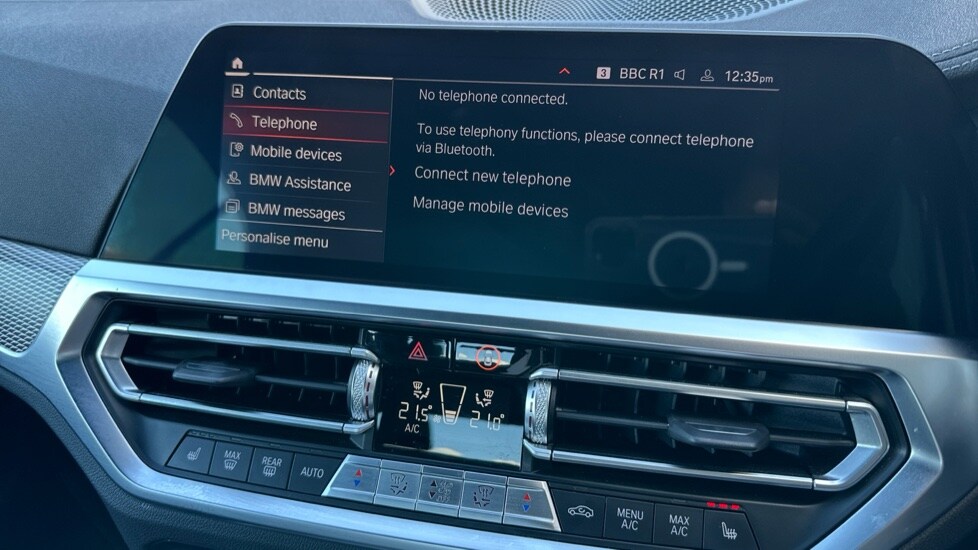 3 BBC R1 12:35pm
Contacts
Telephone
Mobile devices
BMW Assistance
BMW messages
Personalise menu
No telephone connected.
To use telephony functions, please connect telephone
via Bluetooth.
Connect new telephone
Manage mobile devices
21.5° 21.0°
A/C
MAX
REAR
AUTO
MENU
A/C
MAX
A/C